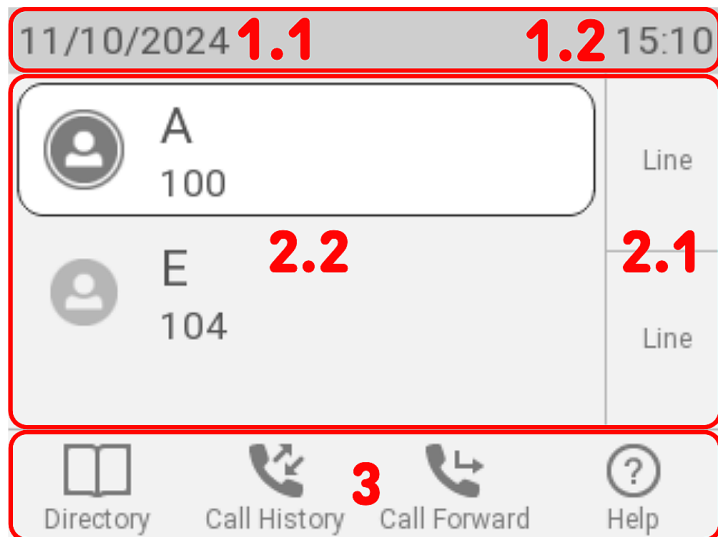 11/10/2024 1.1 1.2 15:10
A
100
Line
2.2 2.1
E
104
Line
3
Directory Call History Call Forward Help
?